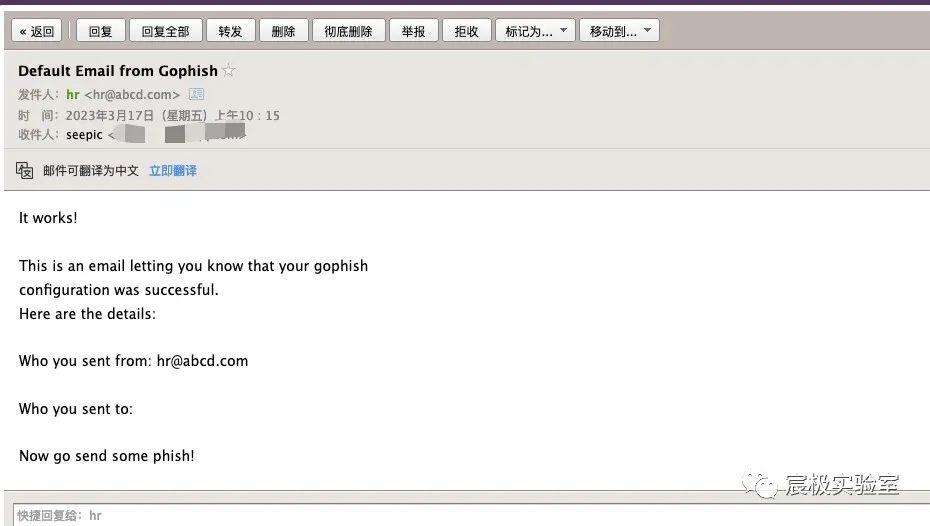 « 返回 回复 回复全部 转发 删除 彻底删除 举报 拒收 标记为... 移动到...
Default Email from Gophish
发件人：hr <hr@abcd.com>
时 间：2023年3月17日（星期五）上午10：15
收件人：seepic <
邮件可翻译为中文 立即翻译
It works!
This is an email letting you know that your gophish
configuration was successful.
Here are the details:
Who you sent from: hr@abcd.com
Who you sent to:
Now go send some phish!
宸极实验室
快捷回复给：hr